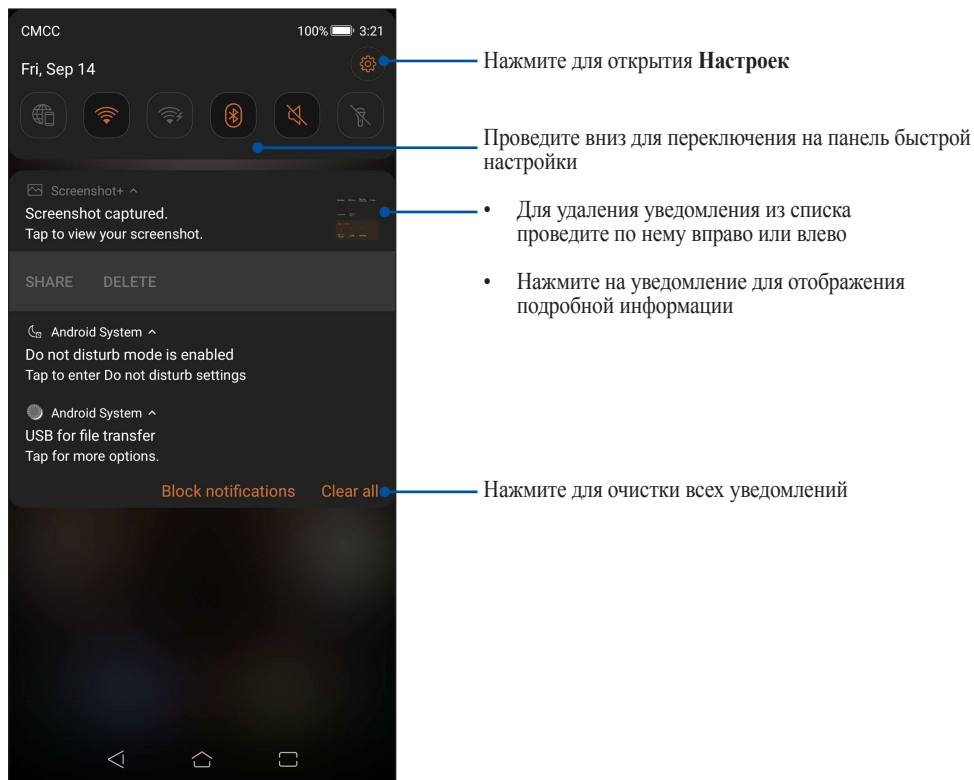 CMCC 100% 3:21
Fri, Sep 14
Нажмите для открытия Настроек
Проведите вниз для переключения на панель быстрой
настройки
Screenshot+
Screenshot captured.
Tap to view your screenshot.
• Для удаления уведомления из списка
проведите по нему вправо или влево
• Нажмите на уведомление для отображения
подробной информации
SHARE DELETE
Android System
Do not disturb mode is enabled
Tap to enter Do not disturb settings
Android System
USB for file transfer
Tap for more options.
Block notifications Clear all
Нажмите для очистки всех уведомлений